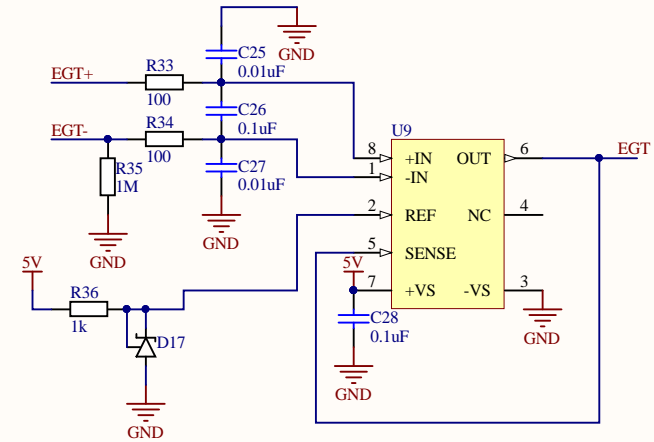 GND
C25
0.01uF
EGT+
R33
100
C26
0.1uF
EGT-
R34
100
C27
0.01uF
R35
1M
GND
GND
U9
8
+IN
OUT
6
EGT
1
-IN
2
REF
NC
4
5
SENSE
5V
7
+VS
-VS
3
GND
C28
0.1uF
GND
5V
R36
1k
D17
GND